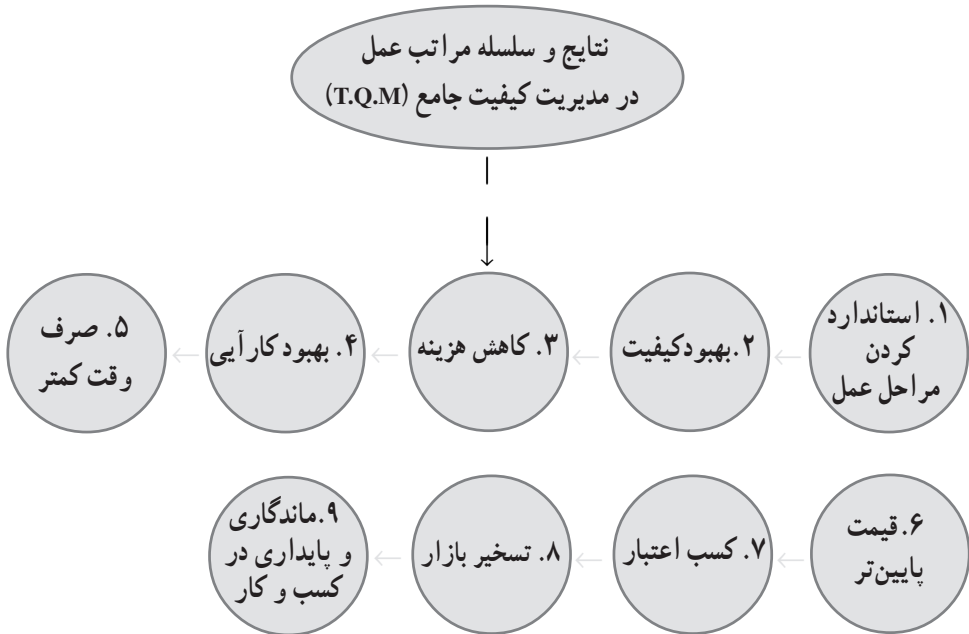 نتایج و سلسله مراتب عمل
در مدیریت کیفیت جامع (T.Q.M)
۱. استاندارد
کردن
مراحل عمل
۲.بهبودکیفیت
۳. کاهش هزینه
۴. بهبود کارآیی
۵. صرف
وقت کمتر
۶. قیمت
پایین‌تر
۷. کسب اعتبار
۸. تسخیر بازار
۹.ماندگاری
و پایداری در
کسب و کار